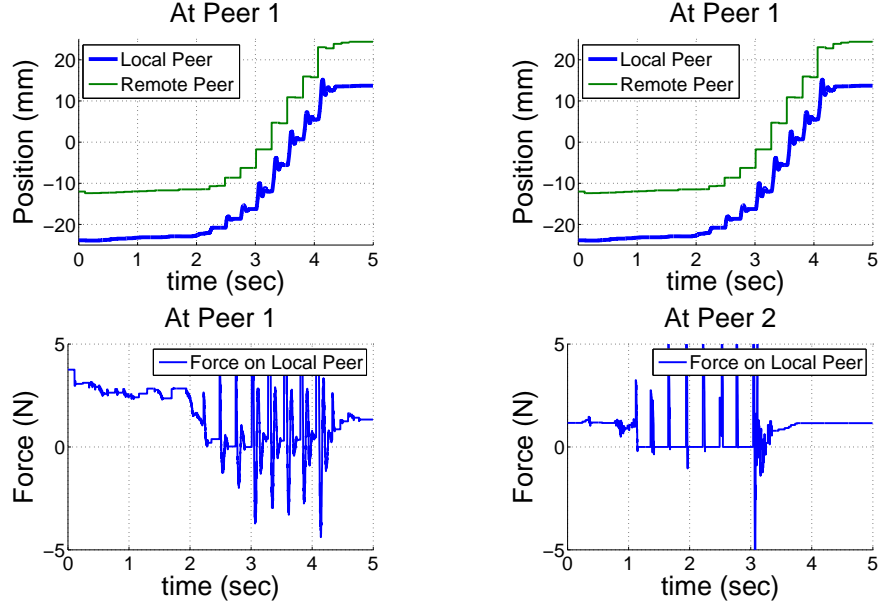 At Peer 1
Position (mm)
20
10
0
−10
−20
Local Peer
Remote Peer
0 1 2 3 4 5
time (sec)
At Peer 1
Position (mm)
20
10
0
−10
−20
Local Peer
Remote Peer
0 1 2 3 4 5
time (sec)
At Peer 1
Force (N)
5
0
−5
Force on Local Peer
0 1 2 3 4 5
time (sec)
At Peer 2
Force (N)
5
0
−5
Force on Local Peer
0 1 2 3 4 5
time (sec)